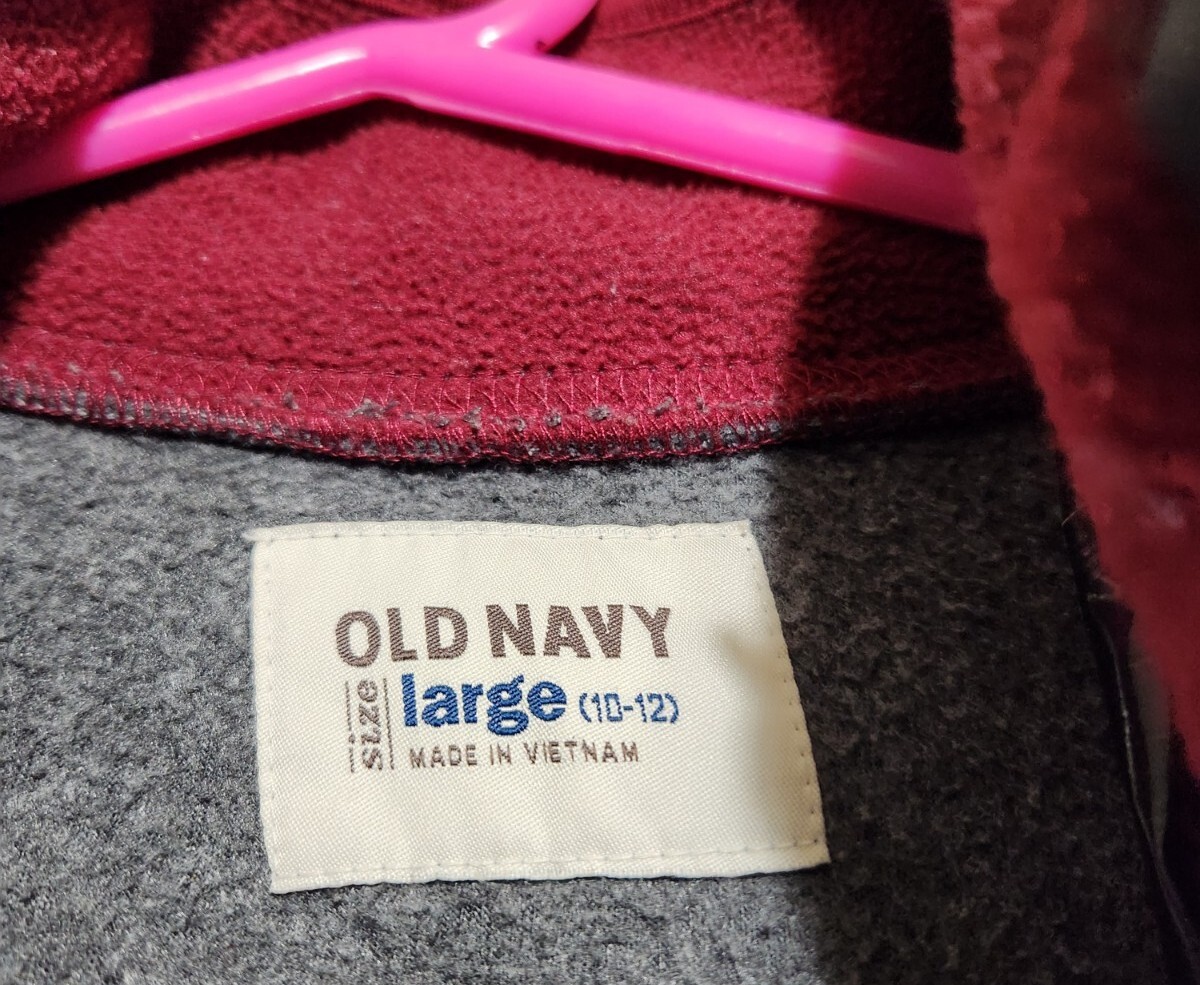 OLD NAVY
size
large (10-12)
MADE IN VIETNAM